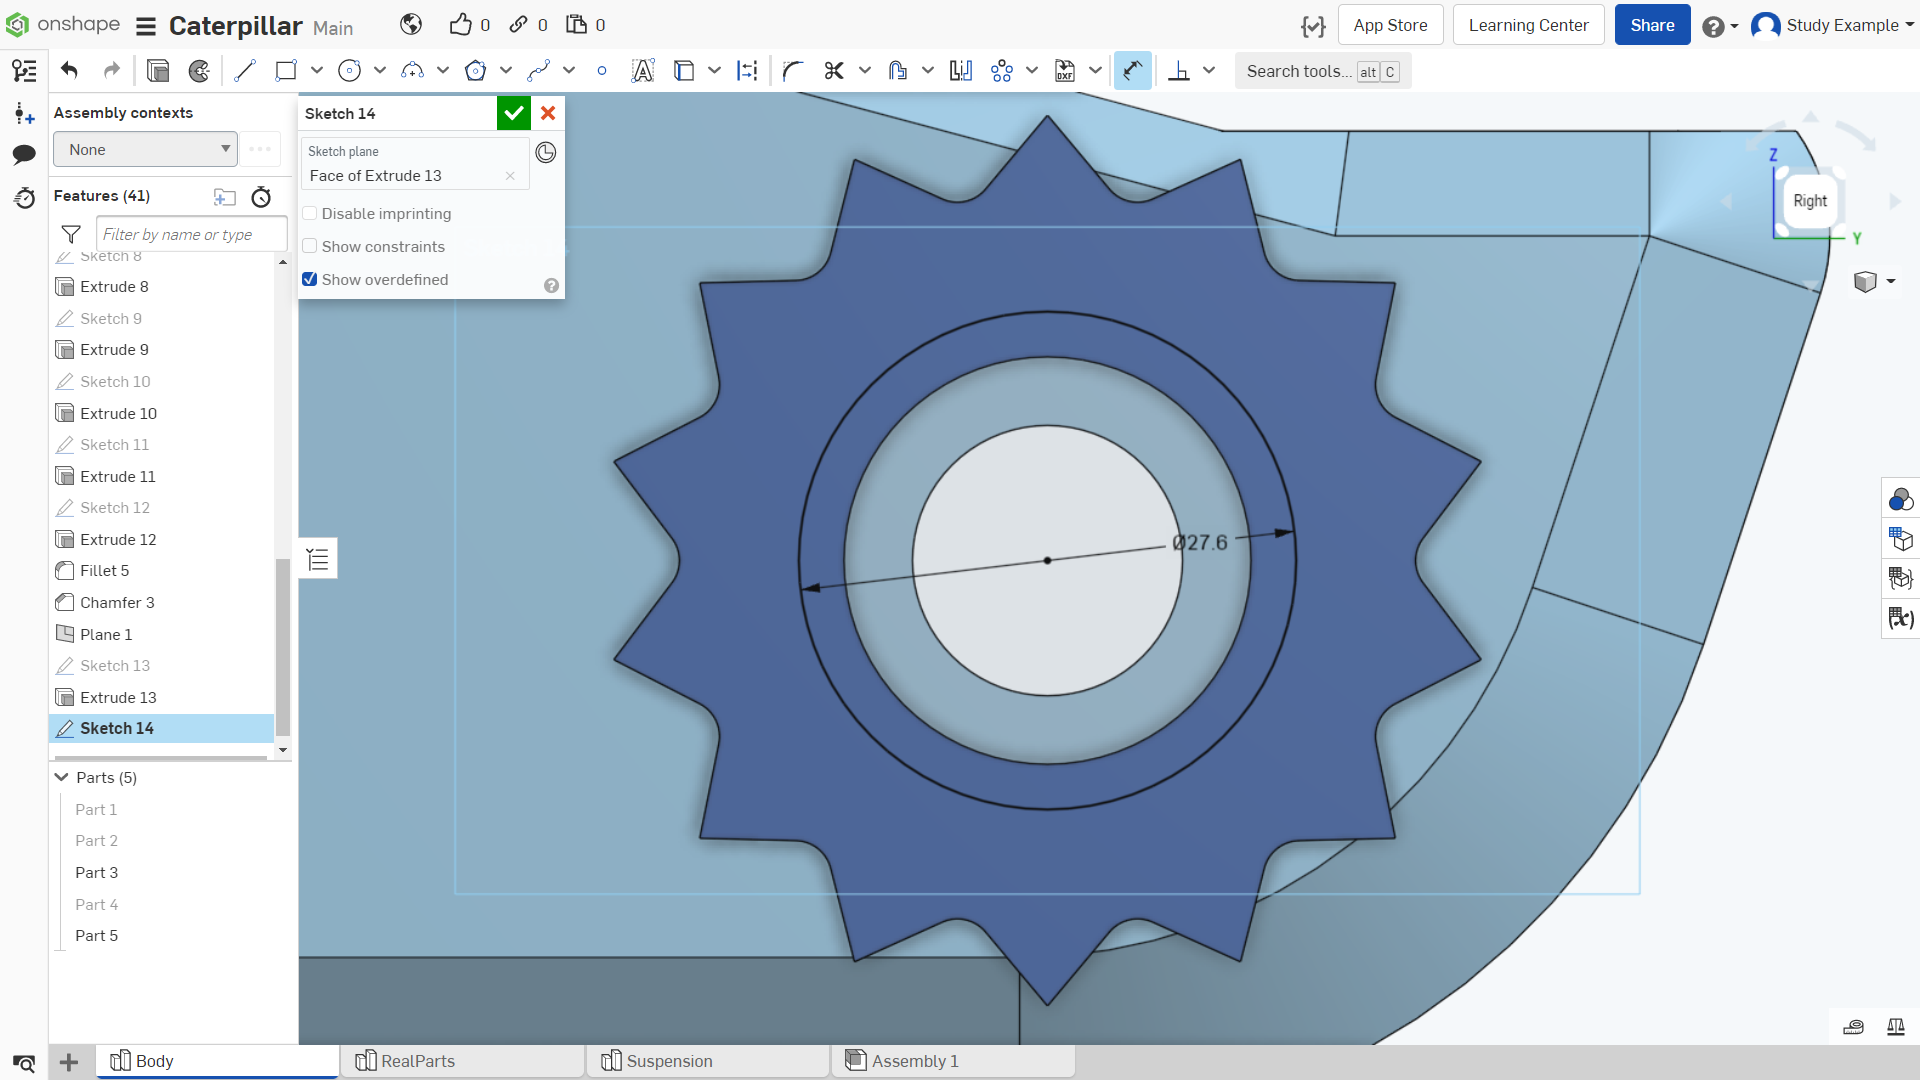 onshape
Caterpillar Main
0
0
0
App Store
Learning Center
Share
Study Example
Search tools... alt C
Assembly contexts
None
Features (41)
Filter by name or type
Sketch 8
Extrude 8
Sketch 9
Extrude 9
Sketch 10
Extrude 10
Sketch 11
Extrude 11
Sketch 12
Extrude 12
Fillet 5
Chamfer 3
Plane 1
Sketch 13
Extrude 13
Sketch 14
Parts (5)
Part 1
Part 2
Part 3
Part 4
Part 5
Sketch 14
Sketch plane
Face of Extrude 13
Disable imprinting
Show constraints
Show overdefined
Ø27.6
Z
Right
Y
Body
RealParts
Suspension
Assembly 1